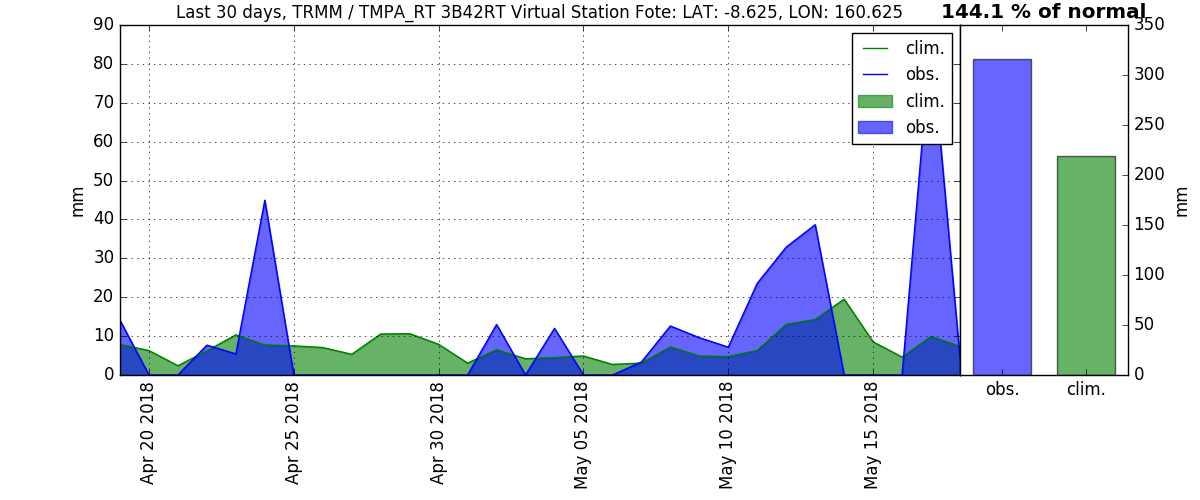 Last 30 days, TRMM / TMPA_RT 3B42RT Virtual Station Fote: LAT: -8.625, LON: 160.625
144.1 % of normal
90
80
70
60
50
40
30
20
10
0
mm
clim.
obs.
clim.
obs.
350
300
250
200
150
100
50
0
mm
Apr 20 2018
Apr 25 2018
Apr 30 2018
May 05 2018
May 10 2018
May 15 2018
obs.
clim.